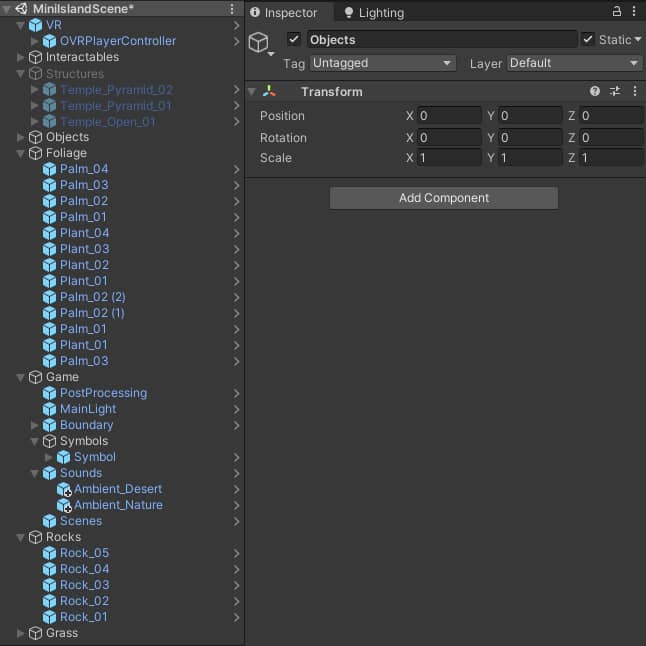 MiniIslandScene*
VR
OVRPlayerController
Interactables
Structures
Temple_Pyramid_02
Temple_Pyramid_01
Temple_Open_01
Objects
Foliage
Palm_04
Palm_03
Palm_02
Palm_01
Plant_04
Plant_03
Plant_02
Plant_01
Palm_02 (2)
Palm_02 (1)
Palm_01
Plant_01
Palm_03
Game
PostProcessing
MainLight
Boundary
Symbols
Symbol
Sounds
Ambient_Desert
Ambient_Nature
Scenes
Rocks
Rock_05
Rock_04
Rock_03
Rock_02
Rock_01
Grass
Inspector Lighting
Objects Static
Tag Untagged Layer Default
Transform
Position X 0 Y 0 Z 0
Rotation X 0 Y 0 Z 0
Scale X 1 Y 1 Z 1
Add Component